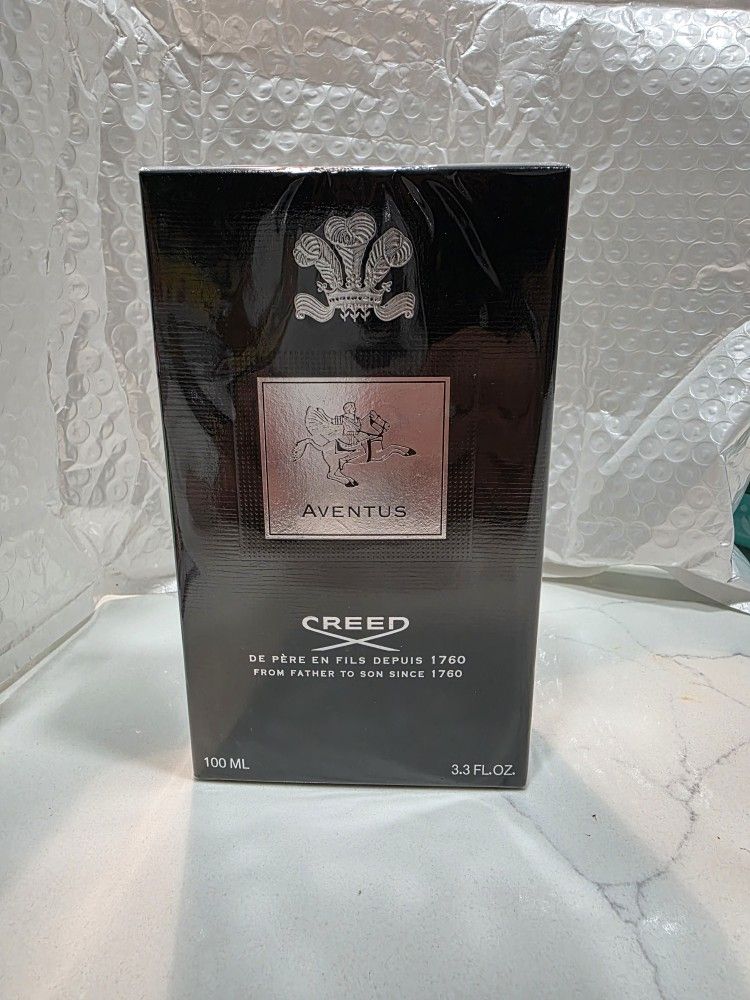 AVENTUS
CREED
DE PÈRE EN FILS DEPUIS 1760
FROM FATHER TO SON SINCE 1760
100 ML 3.3 FL.OZ.